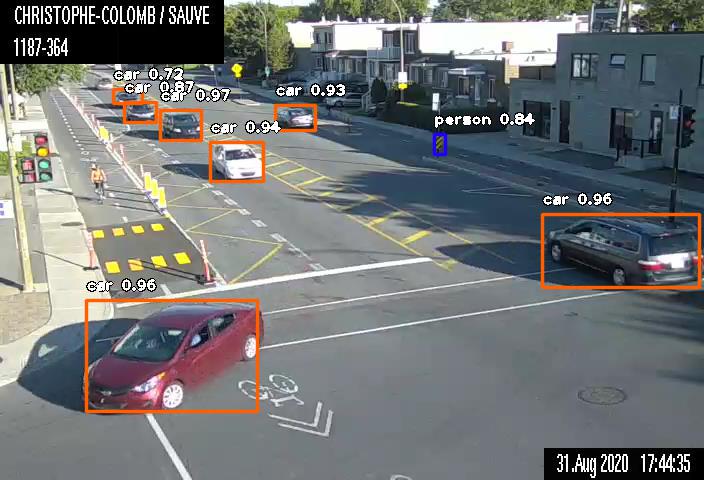 CHRISTOPHE-COLOMB / SAUVE
1187-364
car 0.72
car 0.87
car 0.97
car 0.93
car 0.94
person 0.84
car 0.96
car 0.96
31.Aug 2020 17:44:35